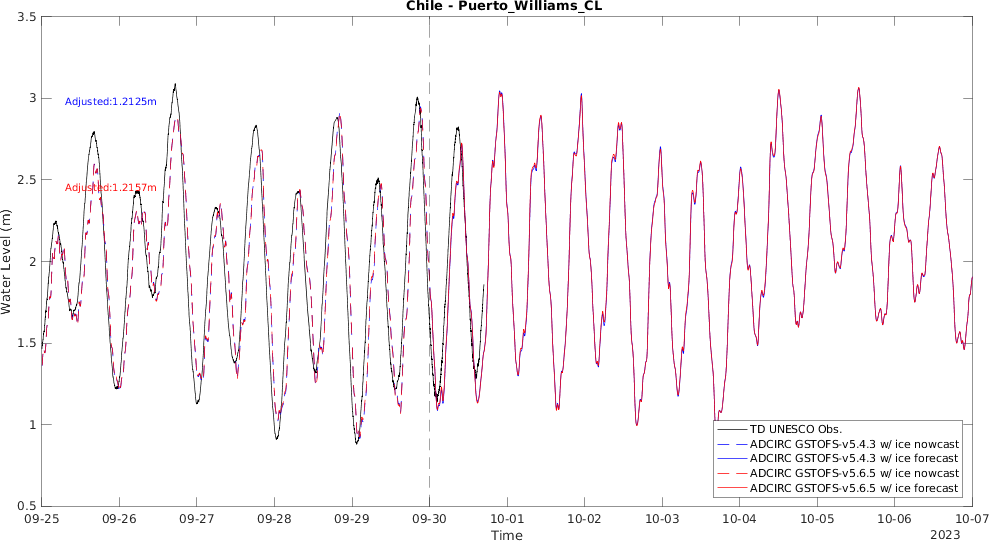 Chile - Puerto_Williams_CL
3.5
3
2.5
2
1.5
1
0.5
Water Level (m)
Adjusted:1.2125m
Adjusted:1.2157m
TD UNESCO Obs.
ADCIRC GSTOFS-v5.4.3 w/ ice nowcast
ADCIRC GSTOFS-v5.4.3 w/ ice forecast
ADCIRC GSTOFS-v5.6.5 w/ ice nowcast
ADCIRC GSTOFS-v5.6.5 w/ ice forecast
09-25 09-26 09-27 09-28 09-29 09-30 10-01 10-02 10-03 10-04 10-05 10-06 10-07
Time
2023